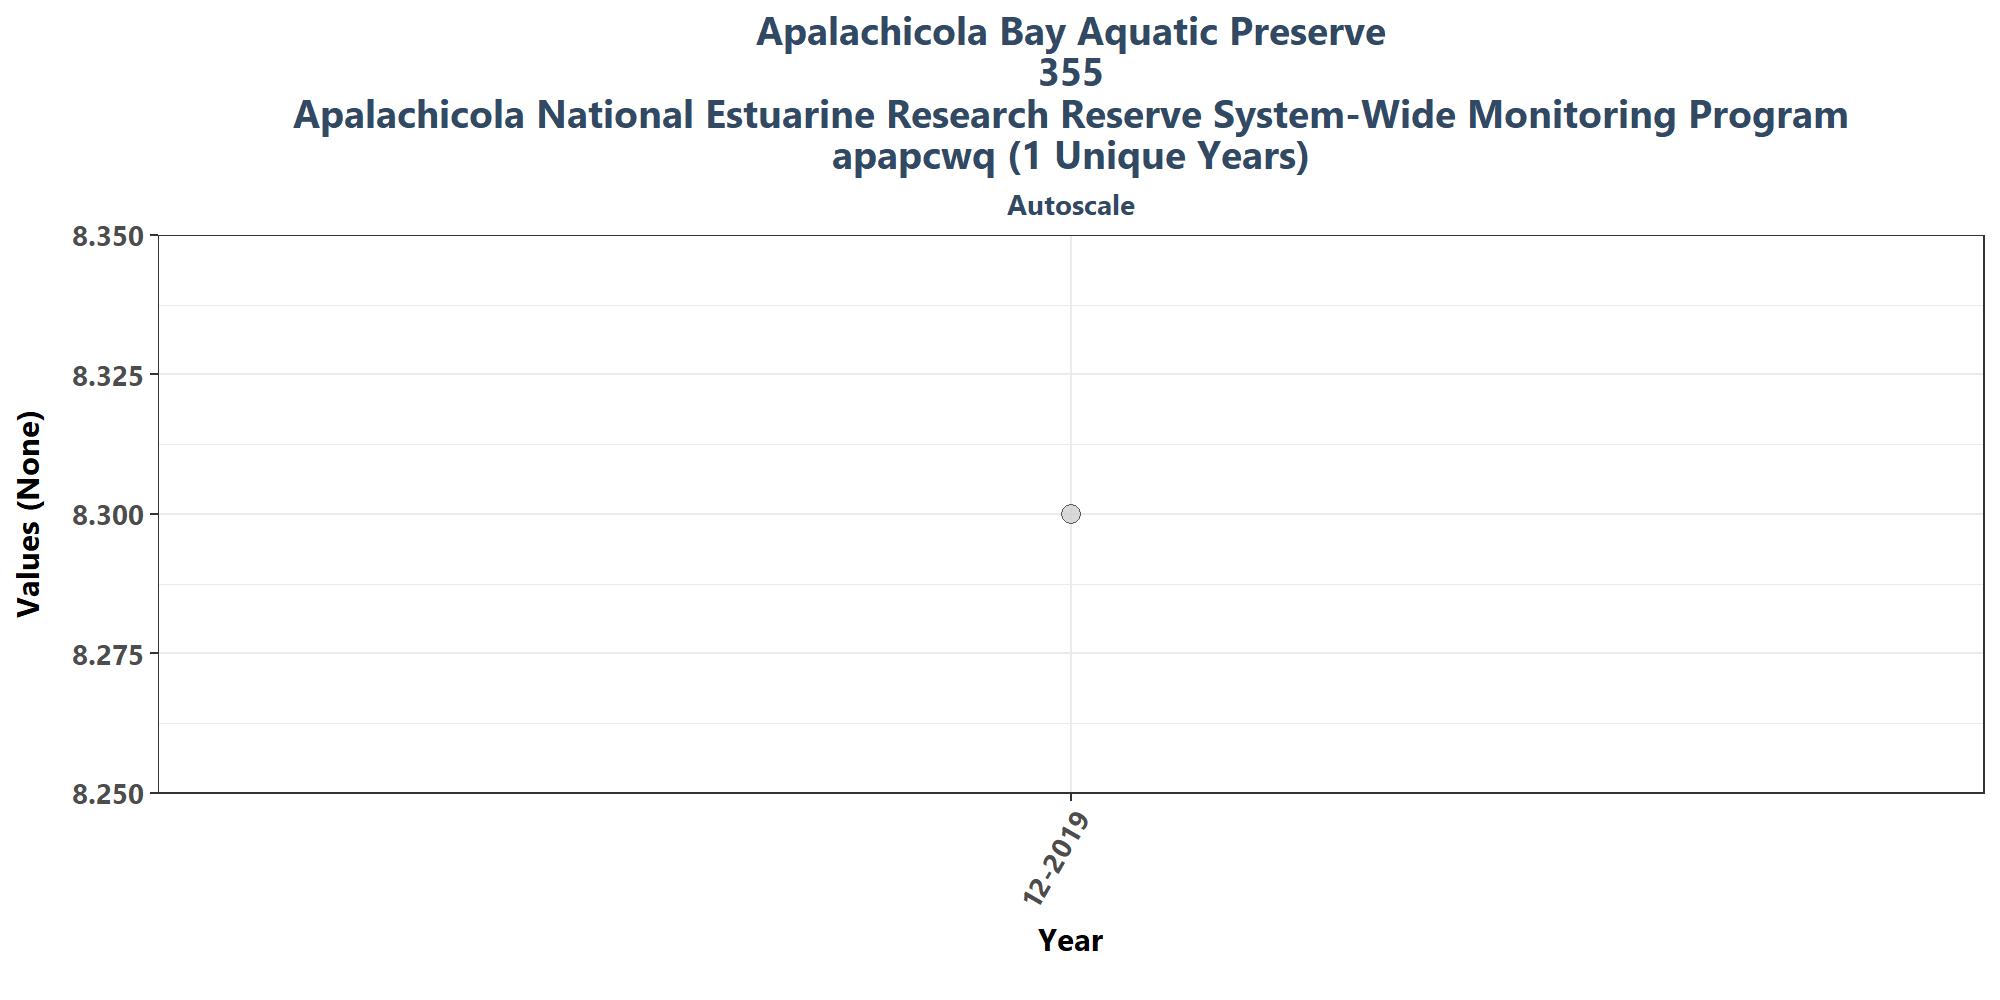 Apalachicola Bay Aquatic Preserve
355
Apalachicola National Estuarine Research Reserve System-Wide Monitoring Program
apapcwq (1 Unique Years)
Autoscale
8.350
8.325
8.300
8.275
8.250
Values (None)
12-2019
Year